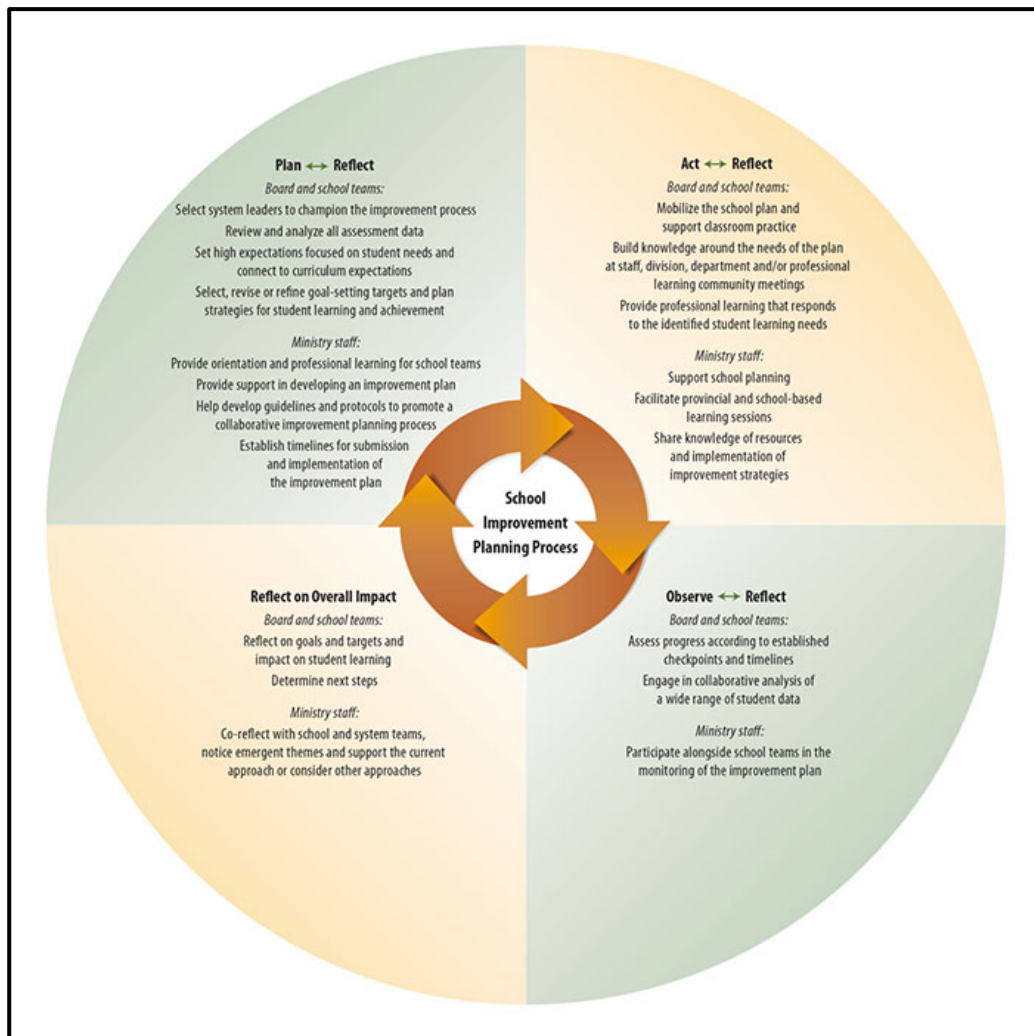 Plan ↔ Reflect
Board and school teams:
Select system leaders to champion the improvement process
Review and analyze all assessment data
Set high expectations focused on student needs and
connect to curriculum expectations
Select, revise or refine goal-setting targets and plan
strategies for student learning and achievement
Ministry staff:
Provide orientation and professional learning for school teams
Provide support in developing an improvement plan
Help develop guidelines and protocols to promote a
collaborative improvement planning process
Establish timelines for submission
and implementation of
the improvement plan
Act ↔ Reflect
Board and school teams:
Mobilize the school plan and
support classroom practice
Build knowledge around the needs of the plan
at staff, division, department and/or professional
learning community meetings
Provide professional learning that responds
to the identified student learning needs
Ministry staff:
Support school planning
Facilitate provincial and school-based
learning sessions
Share knowledge of resources
and implementation of
improvement strategies
School
Improvement
Planning Process
Reflect on Overall Impact
Board and school teams:
Reflect on goals and targets and
impact on student learning
Determine next steps
Ministry staff:
Co-reflect with school and system teams,
notice emergent themes and support the current
approach or consider other approaches
Observe ↔ Reflect
Board and school teams:
Assess progress according to established
checkpoints and timelines
Engage in collaborative analysis of
a wide range of student data
Ministry staff:
Participate alongside school teams in the
monitoring of the improvement plan